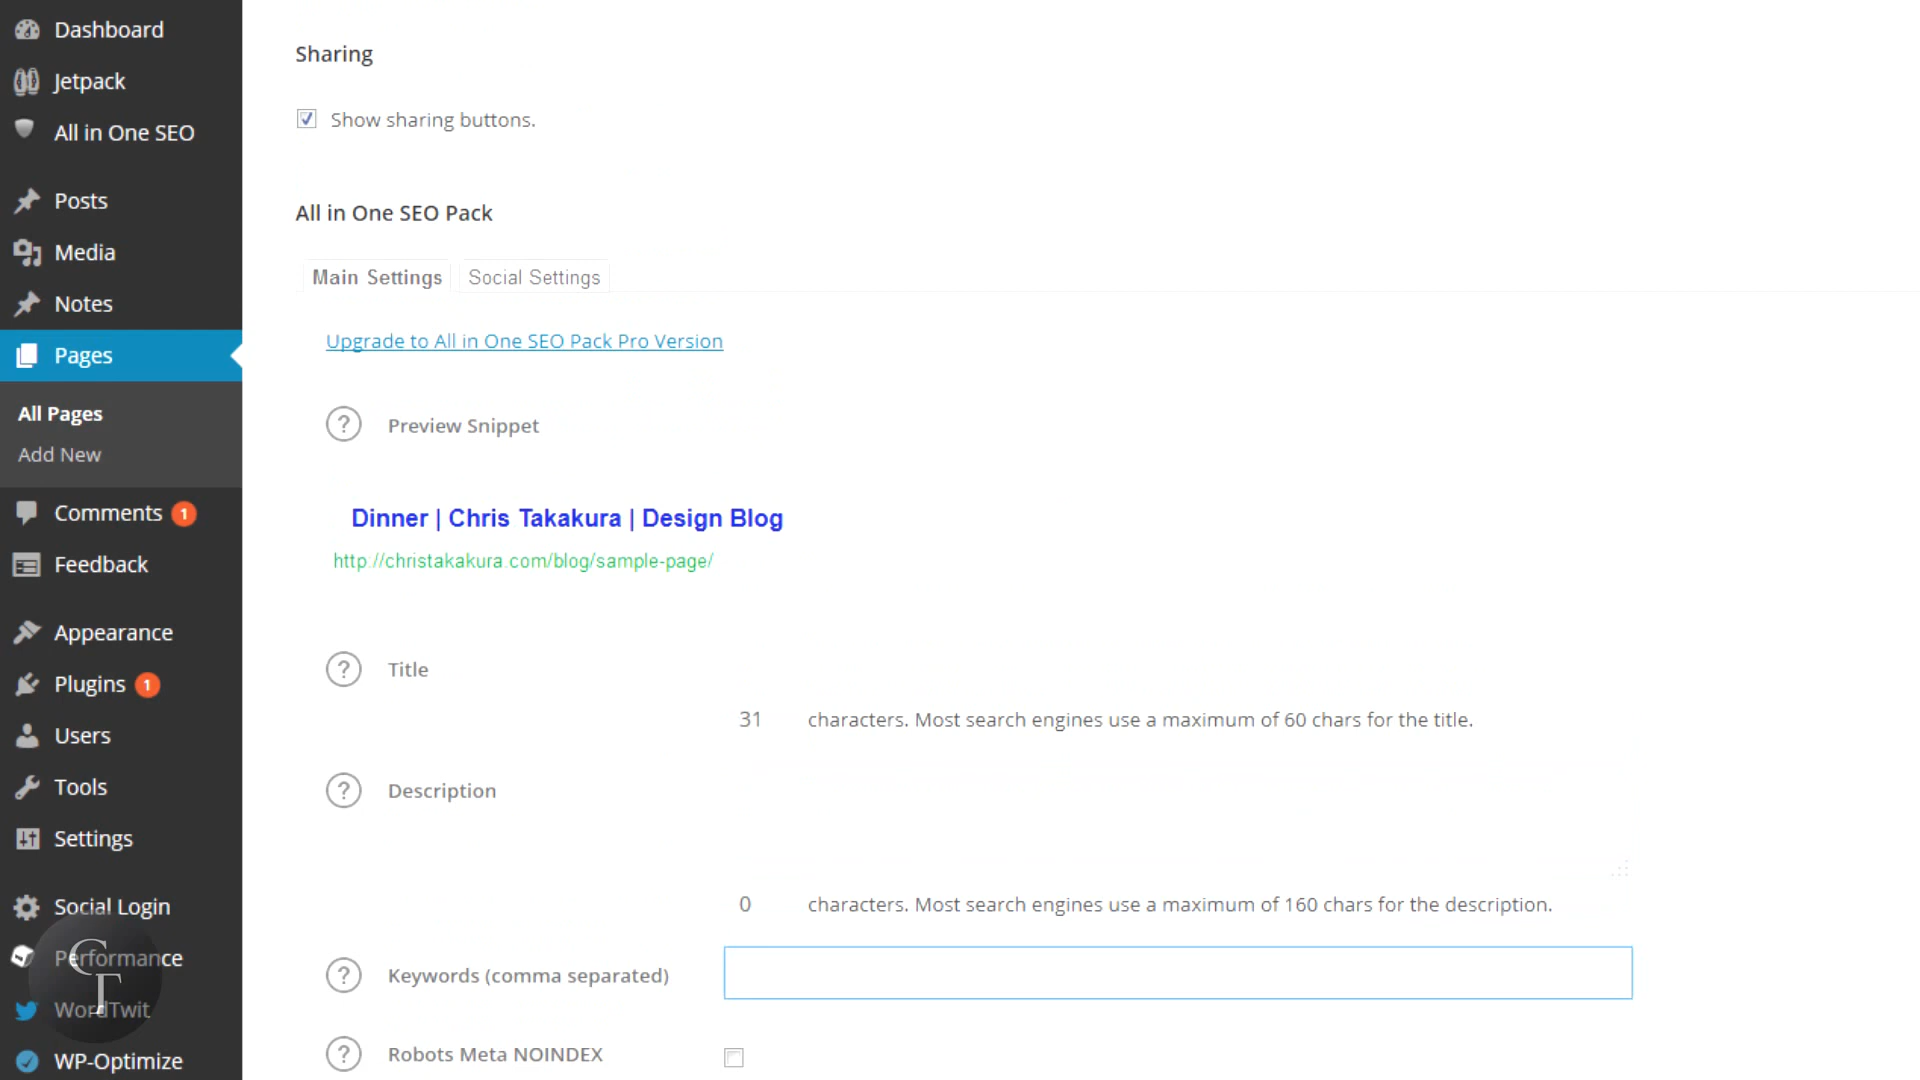 Dashboard
Jetpack
All in One SEO
Posts
Media
Notes
Pages
All Pages
Add New
Comments 1
Feedback
Appearance
Plugins 1
Users
Tools
Settings
Social Login
Performance
WordTwit
WP-Optimize
CT
Sharing
Show sharing buttons.
All in One SEO Pack
Main Settings Social Settings
Upgrade to All in One SEO Pack Pro Version
? Preview Snippet
Dinner | Chris Takakura | Design Blog
http://christakakura.com/blog/sample-page/
? Title
31 characters. Most search engines use a maximum of 60 chars for the title.
? Description
0 characters. Most search engines use a maximum of 160 chars for the description.
? Keywords (comma separated)
? Robots Meta NOINDEX